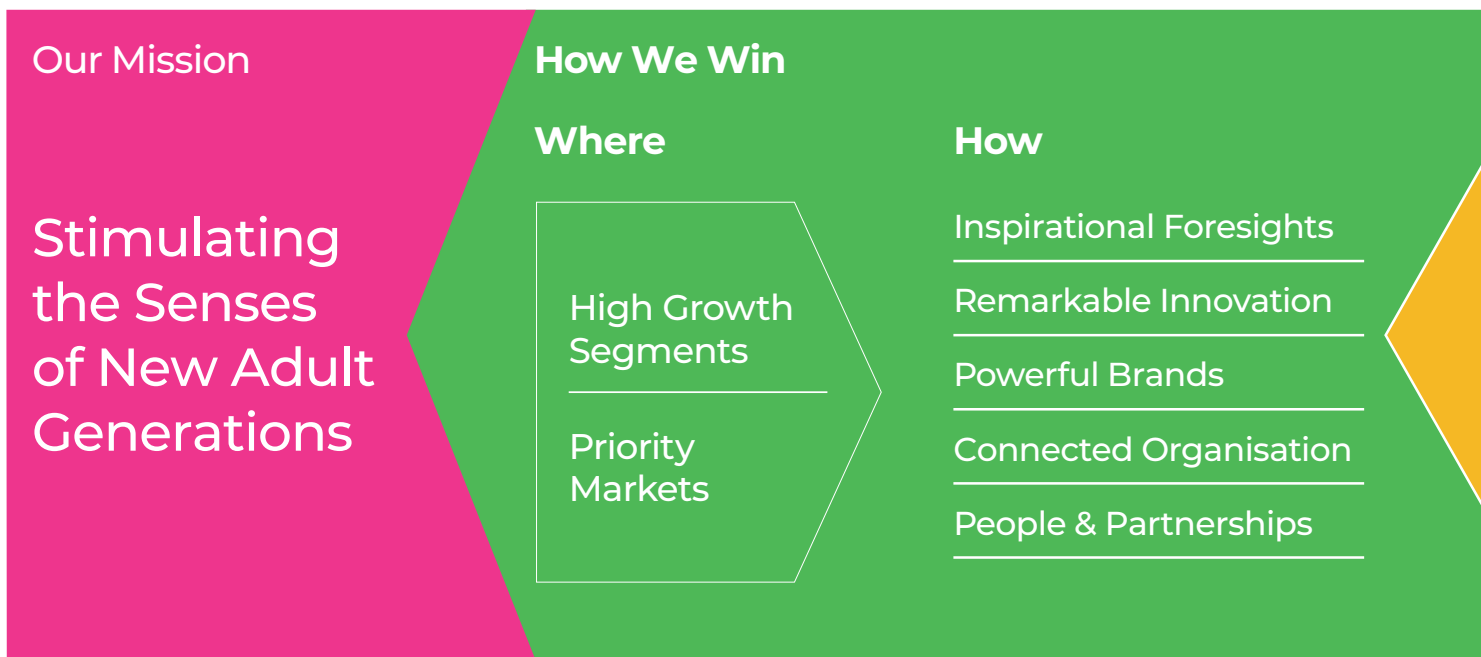 Our Mission
Stimulating
the Senses
of New Adult
Generations
How We Win
Where
High Growth
Segments
Priority
Markets
How
Inspirational Foresights
Remarkable Innovation
Powerful Brands
Connected Organisation
People & Partnerships